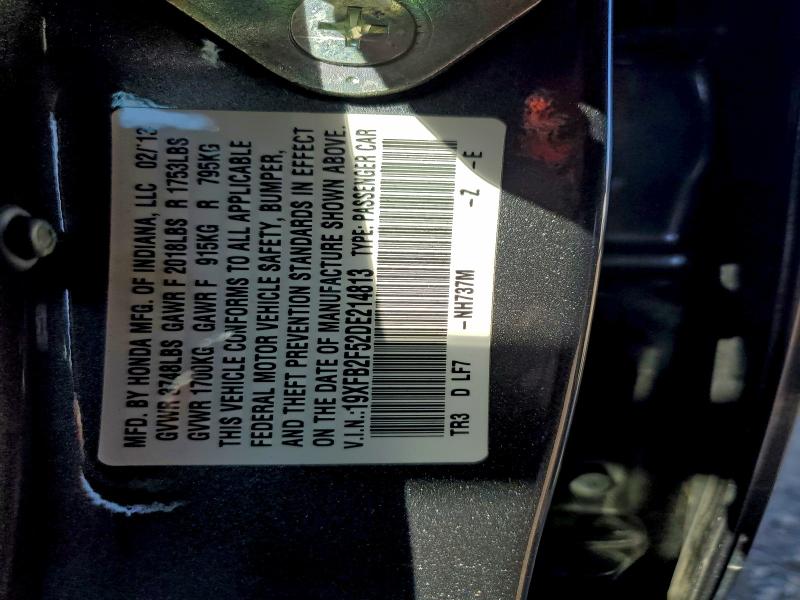 MFD. BY HONDA MFG. OF INDIANA, LLC 02/13
GVWR 3748LBS GAWR F 2018LBS R 1753LBS
GVWR 1700KG GAWR F 915KG R 795KG
THIS VEHICLE CONFORMS TO ALL APPLICABLE
FEDERAL MOTOR VEHICLE SAFETY, BUMPER,
AND THEFT PREVENTION STANDARDS IN EFFECT
ON THE DATE OF MANUFACTURE SHOWN ABOVE.
V.I.N.:19XFB2F52DE214813 TYPE: PASSENGER CAR
TR3 D LF7 -NH737M -Z -E